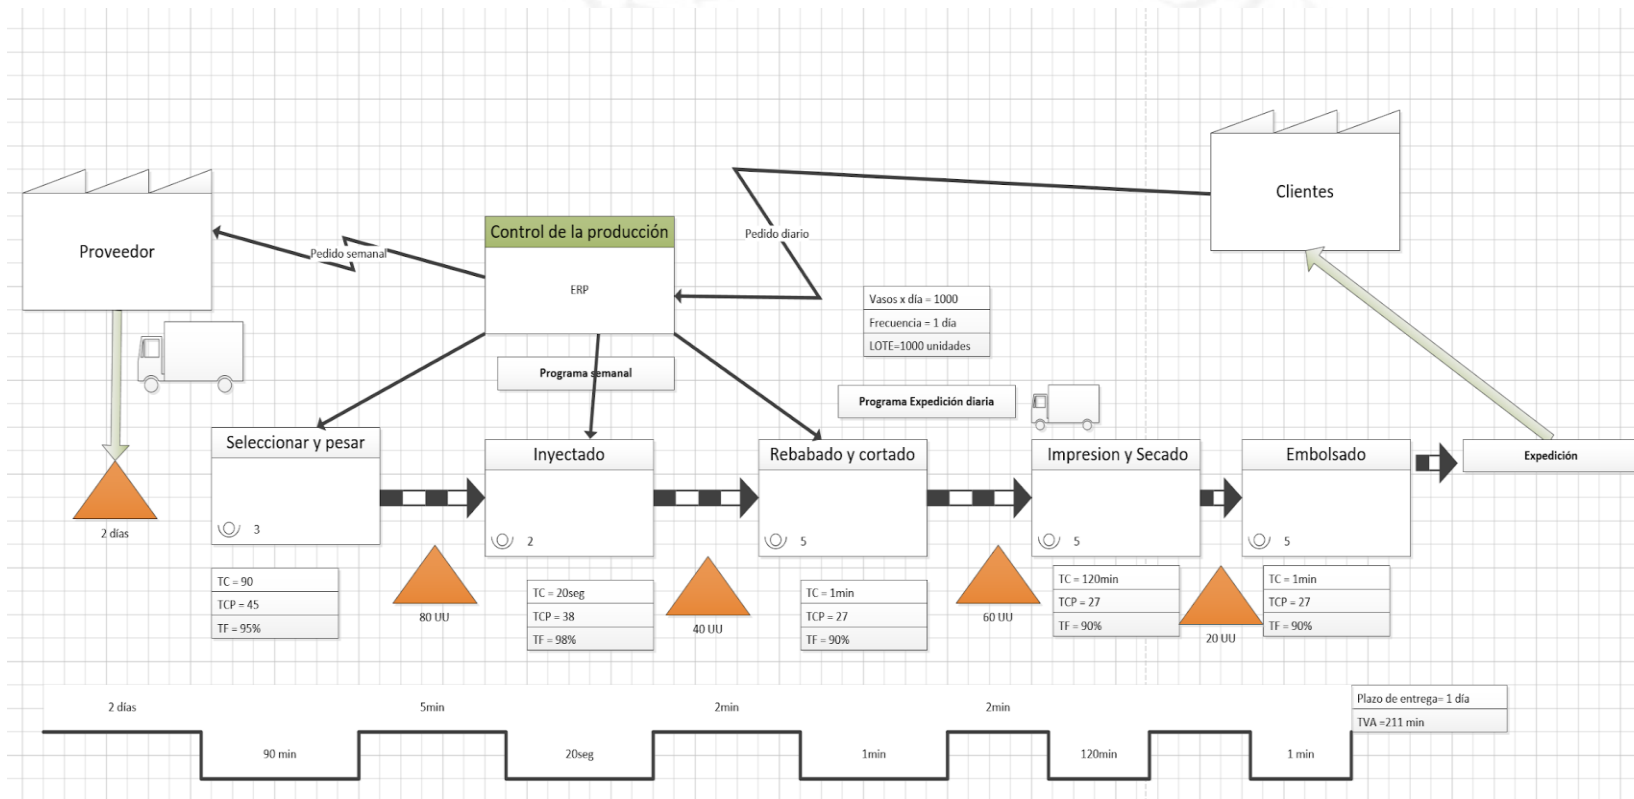 Clientes
Proveedor
Control de la producción
Pedido diario
Pedido semanal
ERP
Vasos x día = 1000
Frecuencia = 1 día
LOTE=1000 unidades
Programa semanal
Programa Expedición diaria
Seleccionar y pesar
Inyectado
Rebabado y cortado
Impresion y Secado
Embolsado
Expedición
2 días
3
2
5
5
5
TC = 90
TCP = 45
TF = 95%
80 UU
TC = 20seg
TCP = 38
TF = 98%
40 UU
TC = 1min
TCP = 27
TF = 90%
60 UU
TC = 120min
TCP = 27
TF = 90%
20 UU
TC = 1min
TCP = 27
TF = 90%
2 días
5min
2min
2min
90 min
20seg
1min
120min
1 min
Plazo de entrega= 1 día
TVA =211 min